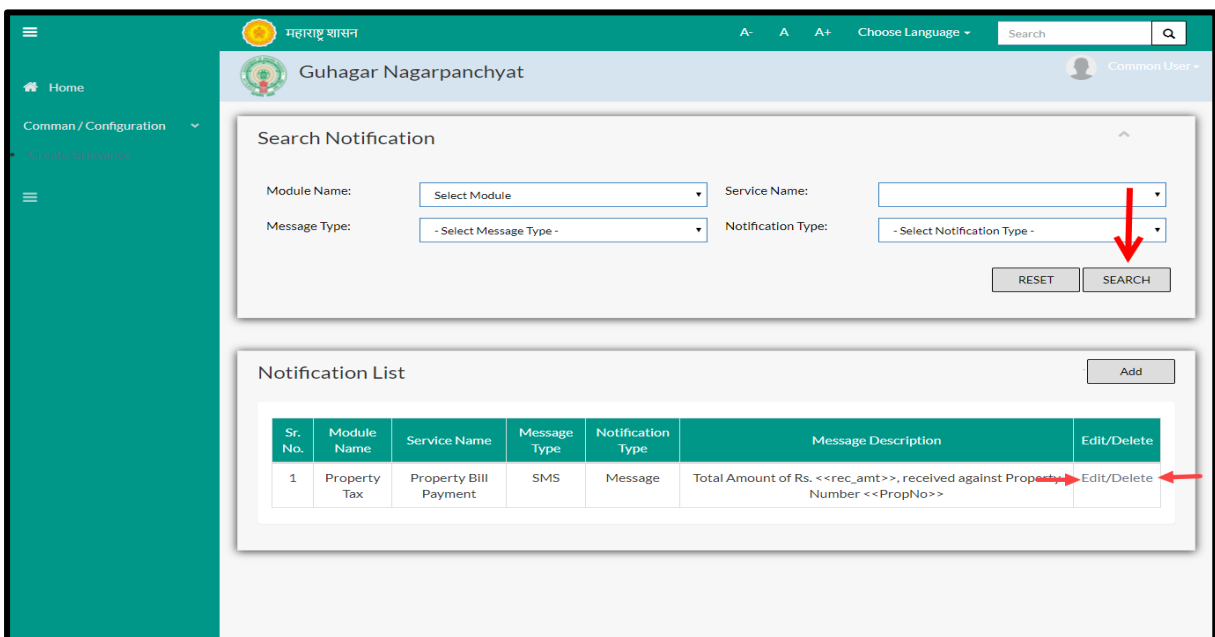 महाराष्ट्र शासन A- A A+ Choose Language Search
Guhagar Nagarpanchyat Common User
Home
Comman / Configuration
Search Notification
Module Name: Select Module Service Name:
Message Type: - Select Message Type - Notification Type: - Select Notification Type -
RESET SEARCH
Notification List Add
Sr. No. Module Name Service Name Message Type Notification Type Message Description Edit/Delete
1 Property Tax Property Bill Payment SMS Message Total Amount of Rs. <<rec_amt>>, received against Property Number <<PropNo>> Edit/Delete